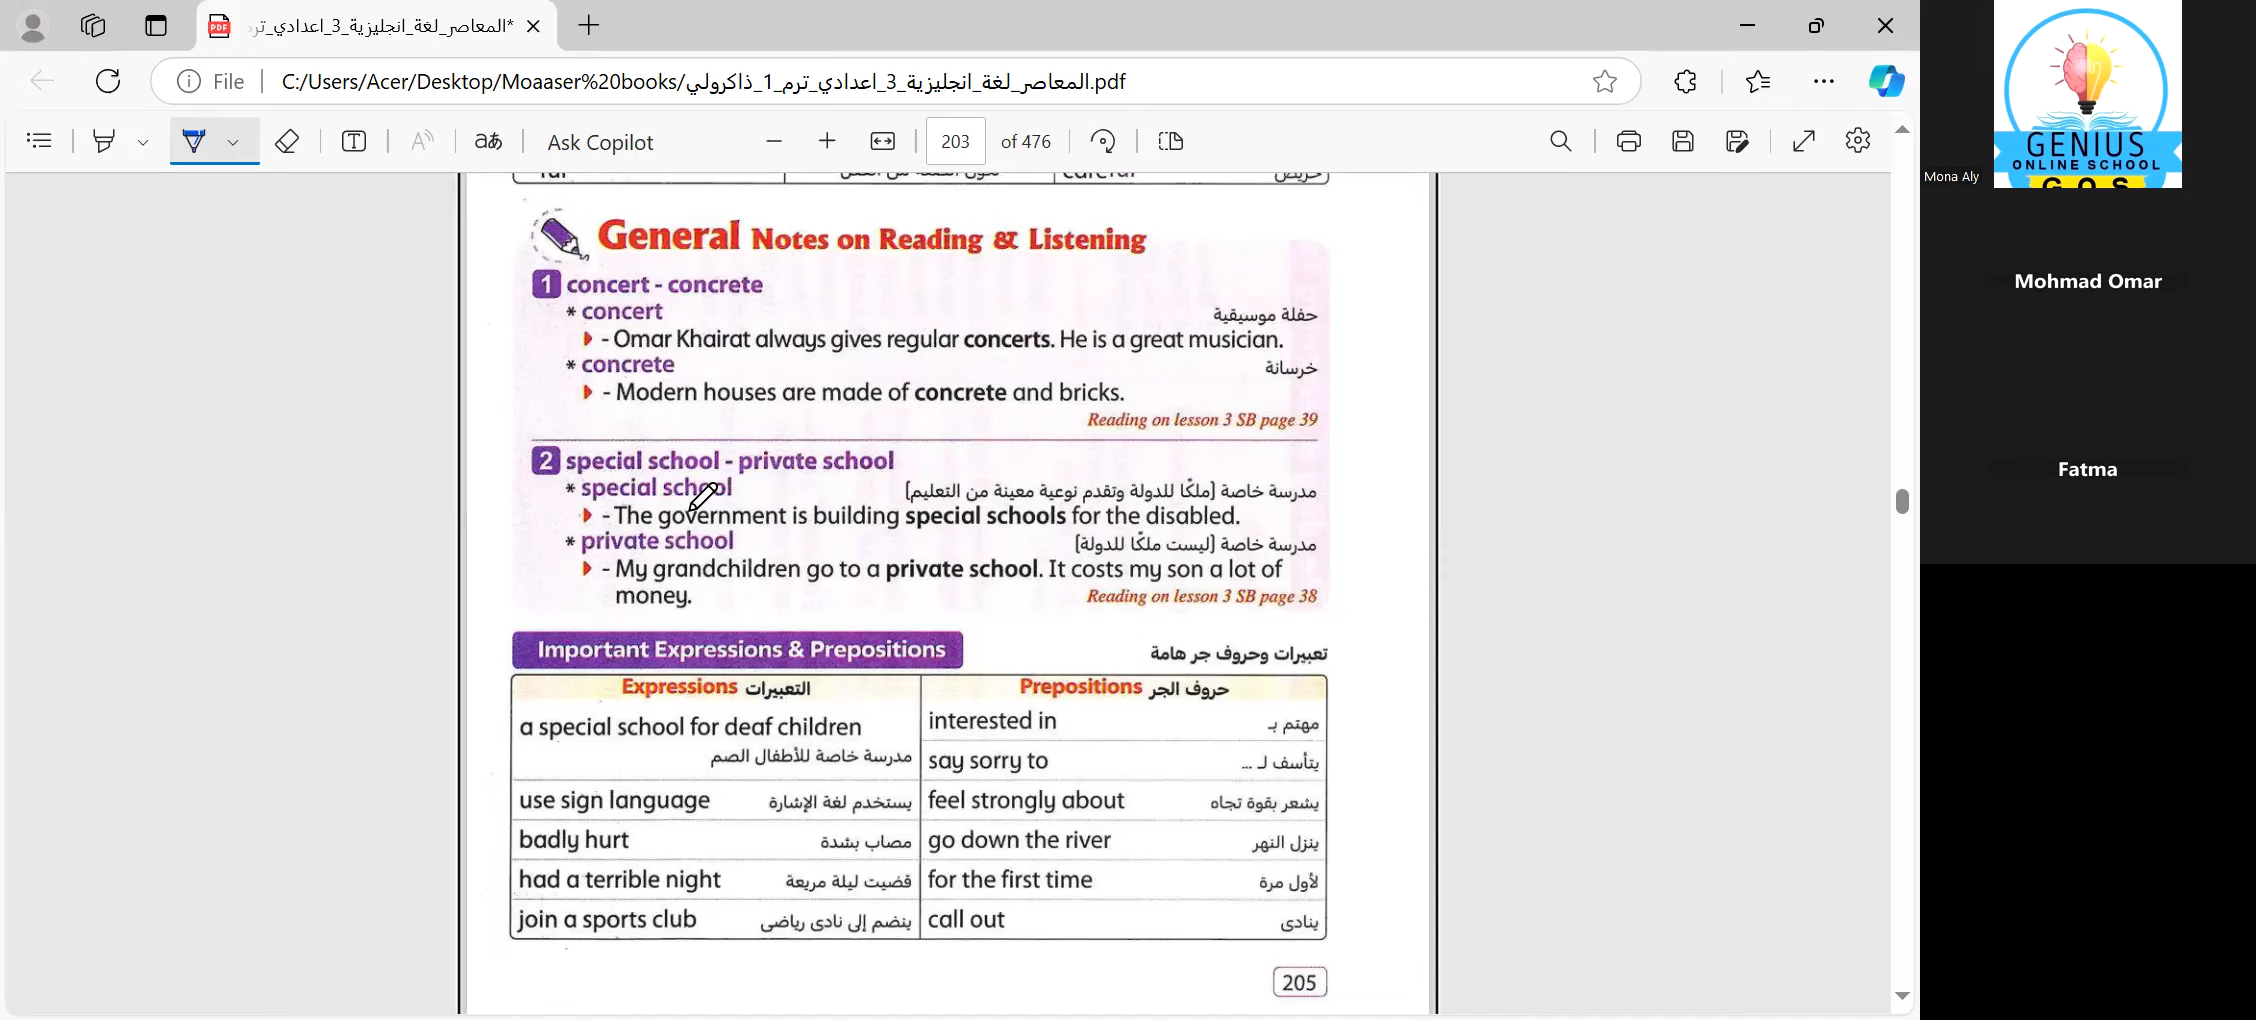 *المعاصر_لغة_انجليزية_3_اعدادي_تر
File
C:/Users/Acer/Desktop/Moaaser%20books/المعاصر_لغة_انجليزية_3_اعدادي_ترم_1_ذاكرولي.pdf
Ask Copilot
203 of 476
GENIUS
ONLINE SCHOOL
GOS
Mona Aly
Mohmad Omar
Fatma
careful حريص
General Notes on Reading & Listening
1 concert - concrete
* concert حفلة موسيقية
- Omar Khairat always gives regular concerts. He is a great musician.
* concrete خرسانة
- Modern houses are made of concrete and bricks.
Reading on lesson 3 SB page 39
2 special school - private school
* special school مدرسة خاصة (ملكًا للدولة وتقدم نوعية معينة من التعليم)
- The government is building special schools for the disabled.
* private school مدرسة خاصة (ليست ملكًا للدولة)
- My grandchildren go to a private school. It costs my son a lot of
money. Reading on lesson 3 SB page 38
Important Expressions & Prepositions تعبيرات وحروف جر هامة
Expressions التعبيرات Prepositions حروف الجر
a special school for deaf children
مدرسة خاصة للأطفال الصم
interested in مهتم بـ
say sorry to يتأسف لـ ...
use sign language يستخدم لغة الإشارة feel strongly about يشعر بقوة تجاه
badly hurt مصاب بشدة go down the river ينزل النهر
had a terrible night قضيت ليلة مريعة for the first time لأول مرة
join a sports club ينضم إلى نادى رياضى call out ينادى
205